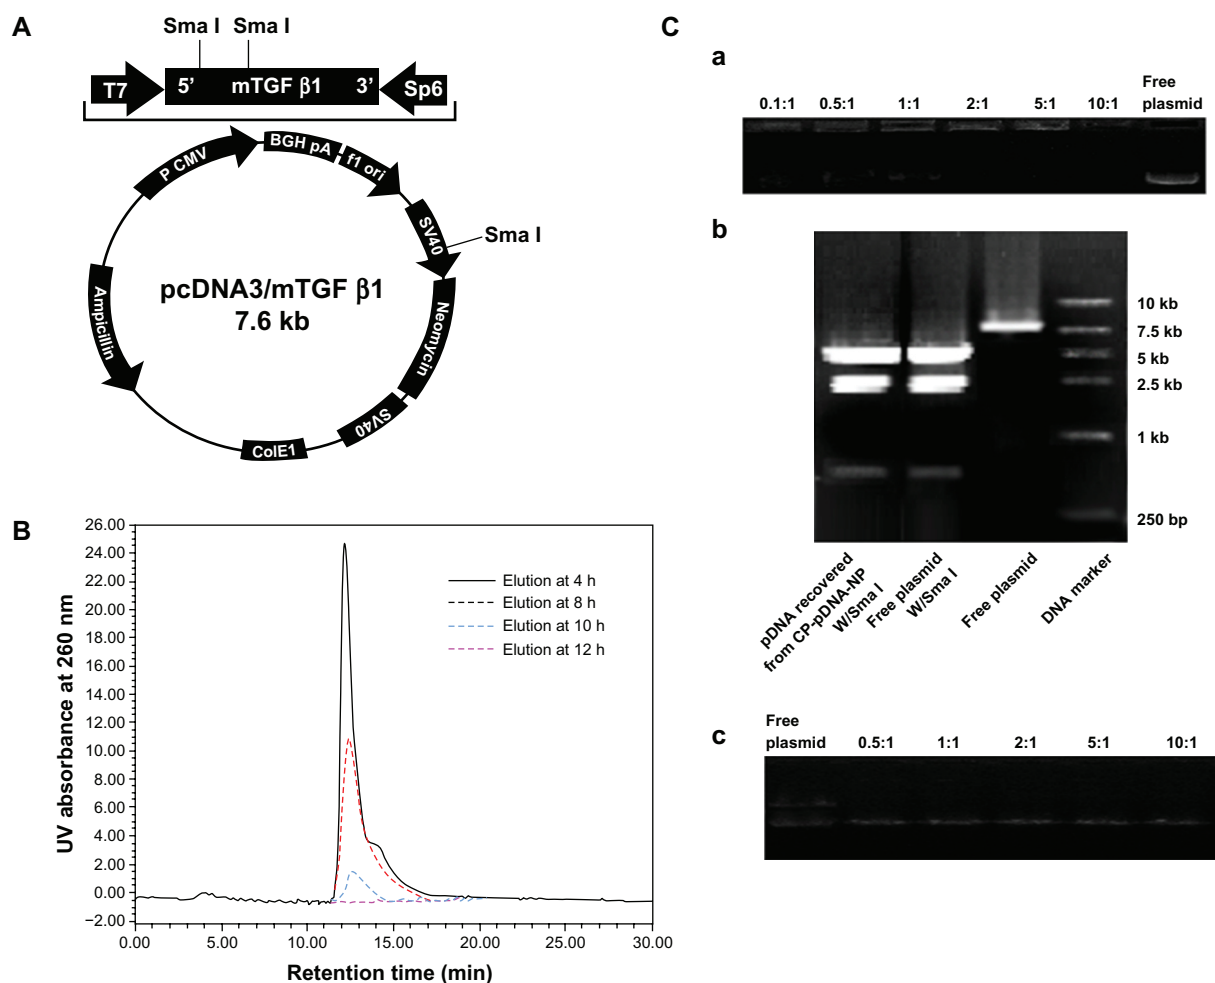 A
Sma I Sma I
T7 5’ mTGF β1 3’ Sp6
P CMV
BGH pA
f1 ori
SV40
Sma I
Neomycin
SV40
ColE1
Ampicillin
pcDNA3/mTGF β1
7.6 kb
B
UV absorbance at 260 nm
26.00
24.00
22.00
20.00
18.00
16.00
14.00
12.00
10.00
8.00
6.00
4.00
2.00
0.00
−2.00
0.00 5.00 10.00 15.00 20.00 25.00 30.00
Retention time (min)
Elution at 4 h
Elution at 8 h
Elution at 10 h
Elution at 12 h
C
a
0.1:1 0.5:1 1:1 2:1 5:1 10:1 Free
plasmid
b
10 kb
7.5 kb
5 kb
2.5 kb
1 kb
250 bp
pDNA recovered
from CP-pDNA-NP
W/Sma I
Free plasmid
W/Sma I
Free plasmid
DNA marker
c
Free
plasmid 0.5:1 1:1 2:1 5:1 10:1